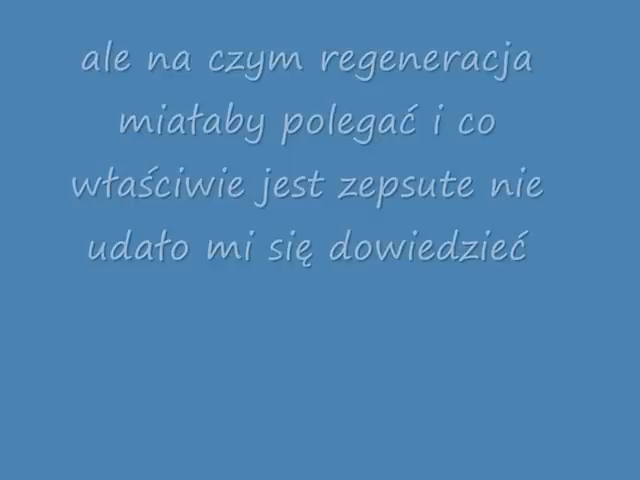 ale na czym regeneracja
miałaby polegać i co
właściwie jest zepsute nie
udało mi się dowiedzieć